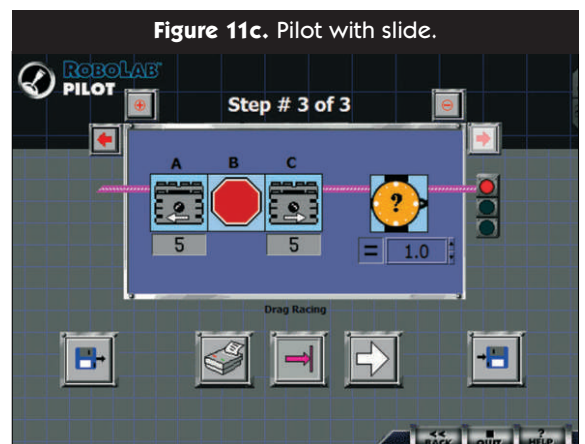 Figure 11c. Pilot with slide.
ROBOLAB
PILOT
Step # 3 of 3
A B C
?
5 5 = 1.0
Drag Racing
<< ■ ?
BACK QUIT HELP